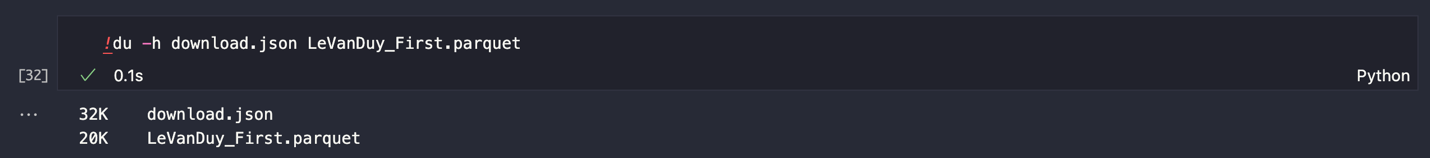 !du -h download.json LeVanDuy_First.parquet
[32] ✓ 0.1s Python
... 32K download.json
20K LeVanDuy_First.parquet